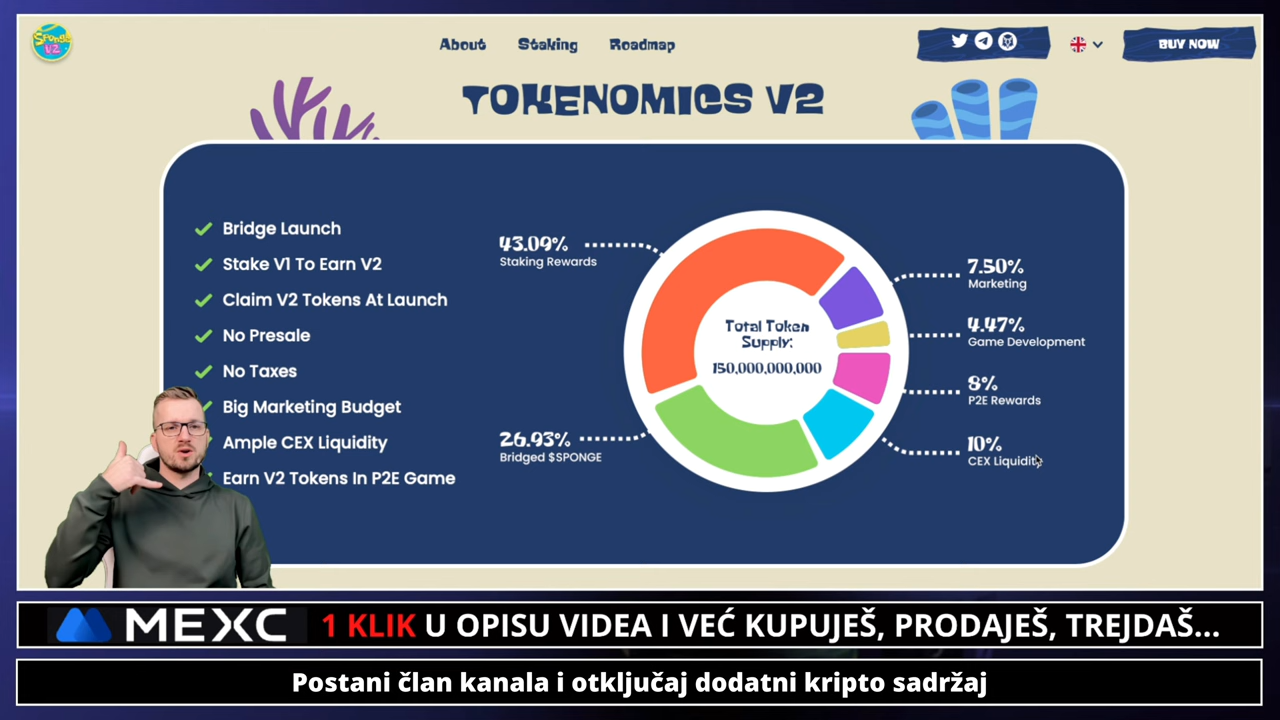 Sponge
V2
About
Staking
Roadmap
BUY NOW
TOKENOMICS V2
Bridge Launch
Stake V1 To Earn V2
Claim V2 Tokens At Launch
No Presale
No Taxes
Big Marketing Budget
Ample CEX Liquidity
Earn V2 Tokens In P2E Game
43.09%
Staking Rewards
26.93%
Bridged $SPONGE
Total Token
Supply:
150,000,000,000
7.50%
Marketing
4.47%
Game Development
8%
P2E Rewards
10%
CEX Liquidity
MEXC
1 KLIK U OPISU VIDEA I VEĆ KUPUJEŠ, PRODAJEŠ, TREJDAŠ...
Postani član kanala i otključaj dodatni kripto sadržaj